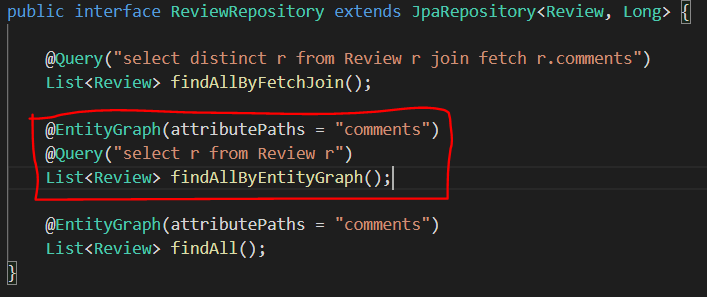 public interface ReviewRepository extends JpaRepository<Review, Long> {
@Query("select distinct r from Review r join fetch r.comments")
List<Review> findAllByFetchJoin();
@EntityGraph(attributePaths = "comments")
@Query("select r from Review r")
List<Review> findAllByEntityGraph();
@EntityGraph(attributePaths = "comments")
List<Review> findAll();
}